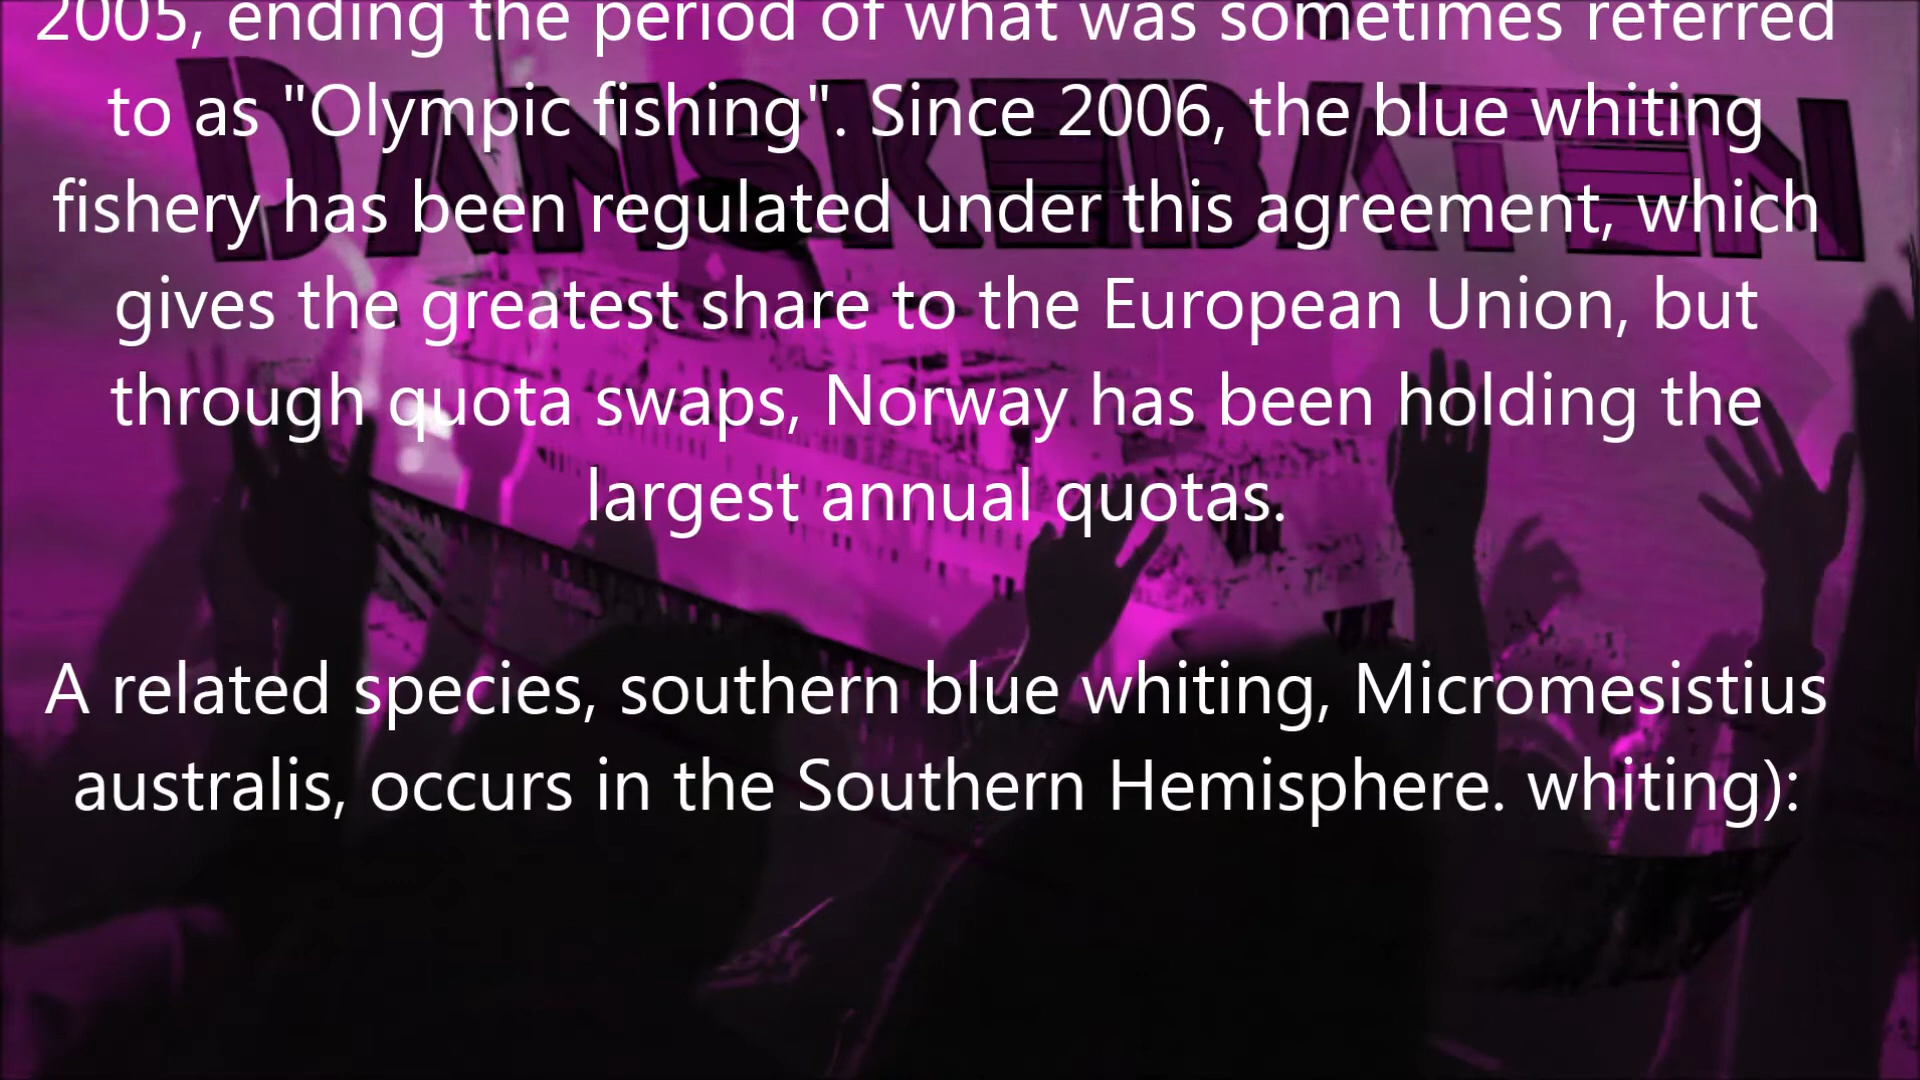 2005, ending the period of what was sometimes referred
to as "Olympic fishing". Since 2006, the blue whiting
fishery has been regulated under this agreement, which
gives the greatest share to the European Union, but
through quota swaps, Norway has been holding the
largest annual quotas.
A related species, southern blue whiting, Micromesistius
australis, occurs in the Southern Hemisphere. whiting):
DANSKEBÅTEN